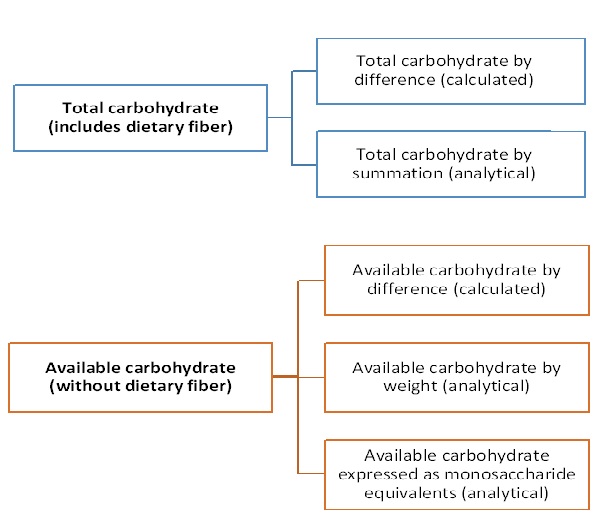 Total carbohydrate by
difference (calculated)
Total carbohydrate
(includes dietary fiber)
Total carbohydrate by
summation (analytical)
Available carbohydrate by
difference (calculated)
Available carbohydrate
(without dietary fiber)
Available carbohydrate by
weight (analytical)
Available carbohydrate
expressed as monosaccharide
equivalents (analytical)